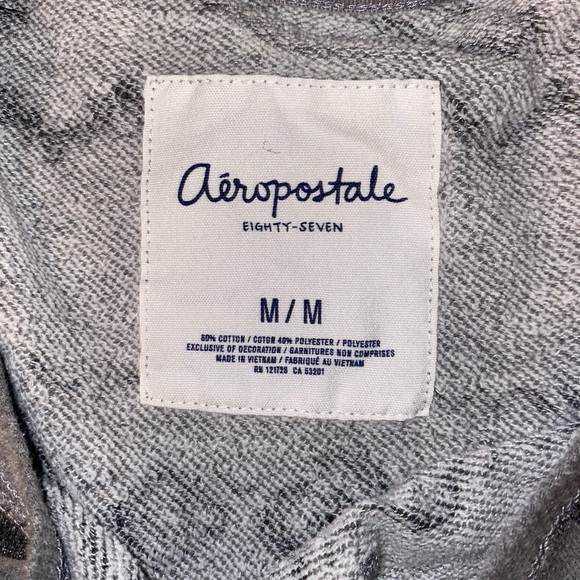 Aéropostale
EIGHTY-SEVEN
M / M
60% COTTON / COTON 40% POLYESTER / POLYESTER
EXCLUSIVE OF DECORATION / GARNITURES NON COMPRISES
MADE IN VIETNAM / FABRIQUÉ AU VIETNAM
RN 121726 CA 53201